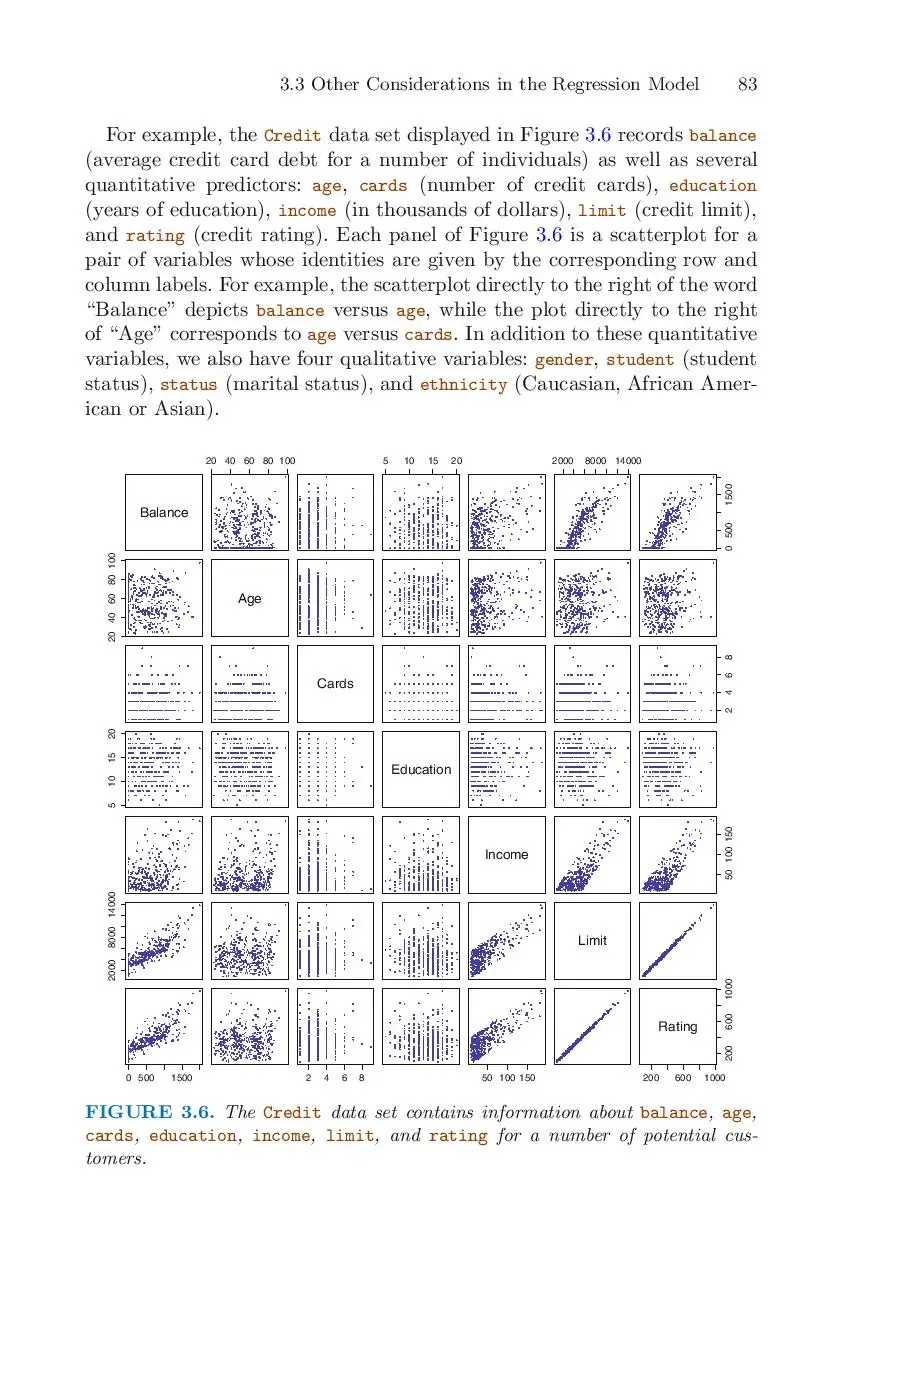 3.3 Other Considerations in the Regression Model 83
For example, the Credit data set displayed in Figure 3.6 records balance
(average credit card debt for a number of individuals) as well as several
quantitative predictors: age, cards (number of credit cards), education
(years of education), income (in thousands of dollars), limit (credit limit),
and rating (credit rating). Each panel of Figure 3.6 is a scatterplot for a
pair of variables whose identities are given by the corresponding row and
column labels. For example, the scatterplot directly to the right of the word
“Balance” depicts balance versus age, while the plot directly to the right
of “Age” corresponds to age versus cards. In addition to these quantitative
variables, we also have four qualitative variables: gender, student (student
status), status (marital status), and ethnicity (Caucasian, African Amer-
ican or Asian).
20 40 60 80 100 5 10 15 20 2000 8000 14000
Balance
0 500 1500
20 40 60 80 100
Age
Cards
2 4 6 8
5 10 15 20
Education
Income
50 100 150
2000 8000 14000
Limit
Rating
200 600 1000
0 500 1500 2 4 6 8 50 100 150 200 600 1000
FIGURE 3.6. The Credit data set contains information about balance, age,
cards, education, income, limit, and rating for a number of potential cus-
tomers.